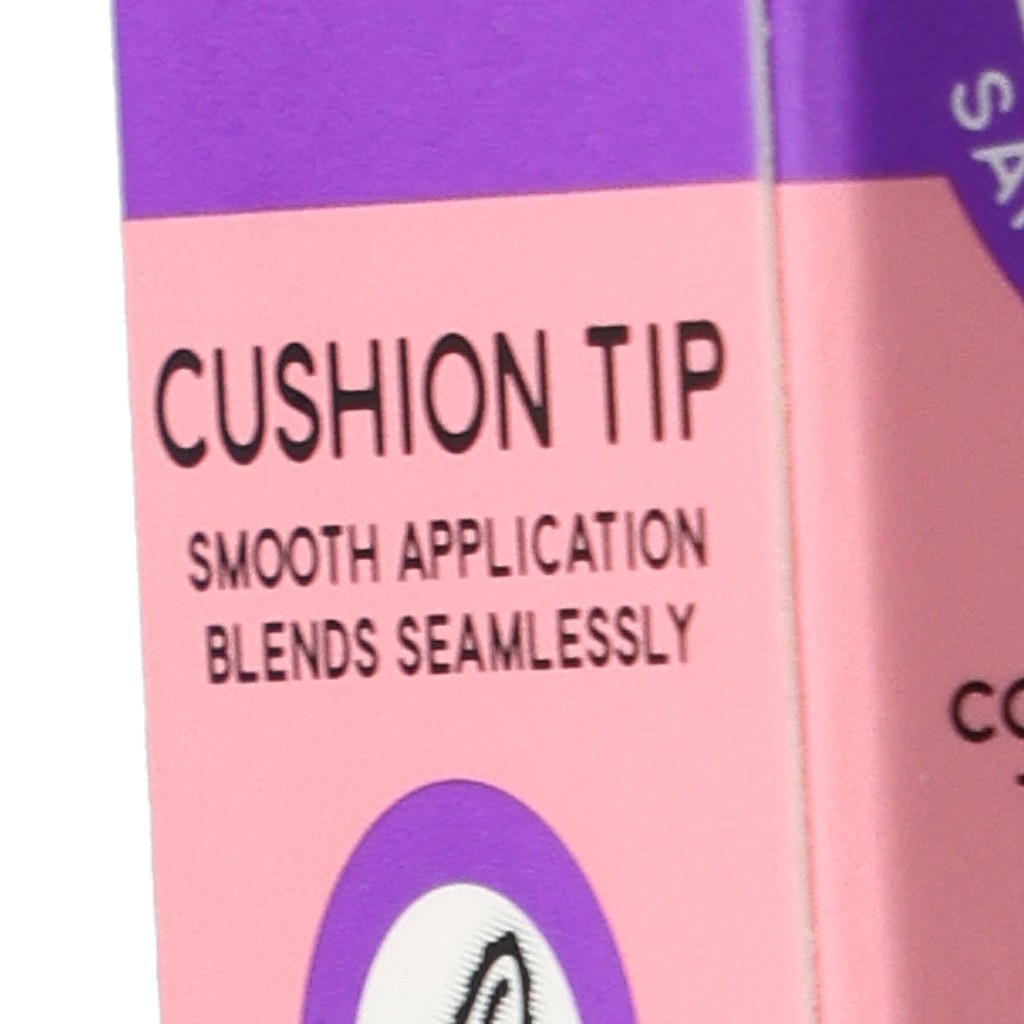 CUSHION TIP
SMOOTH APPLICATION
BLENDS SEAMLESSLY